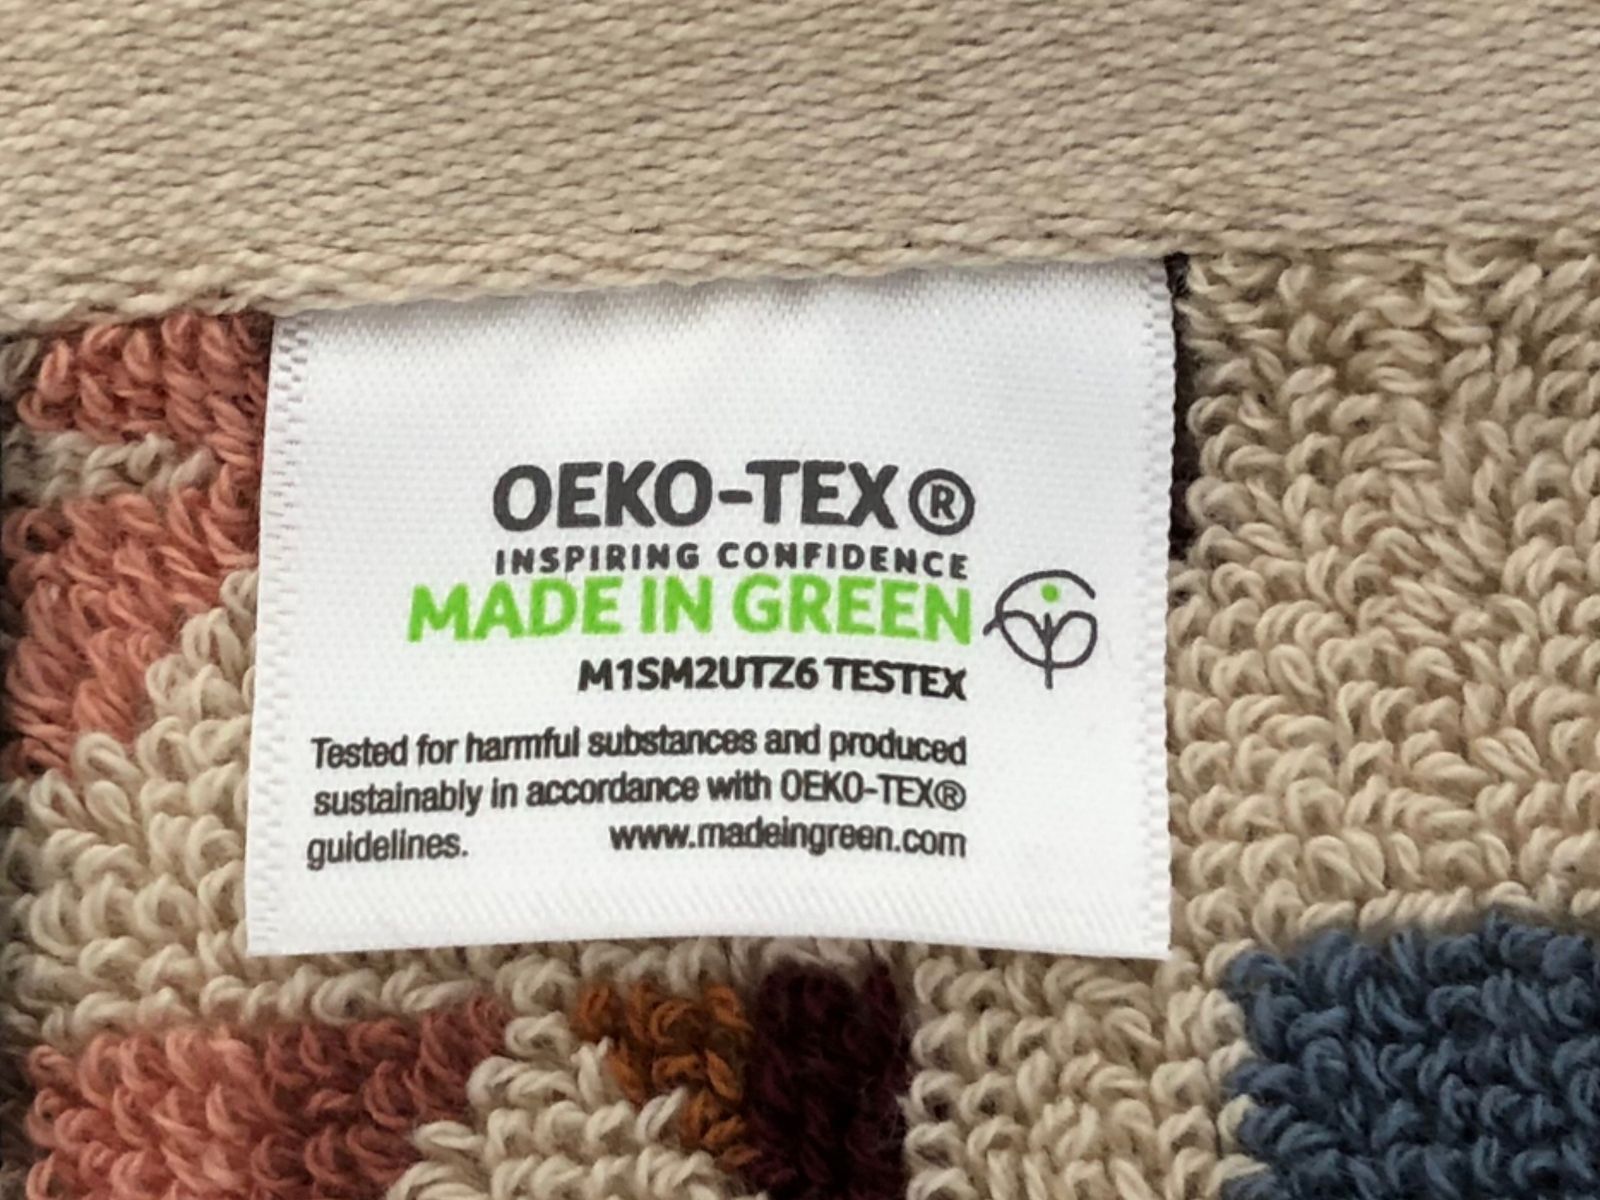 OEKO-TEX®
INSPIRING CONFIDENCE
MADE IN GREEN
M1SM2UTZ6 TESTEX
Tested for harmful substances and produced
sustainably in accordance with OEKO-TEX®
guidelines. www.madeingreen.com